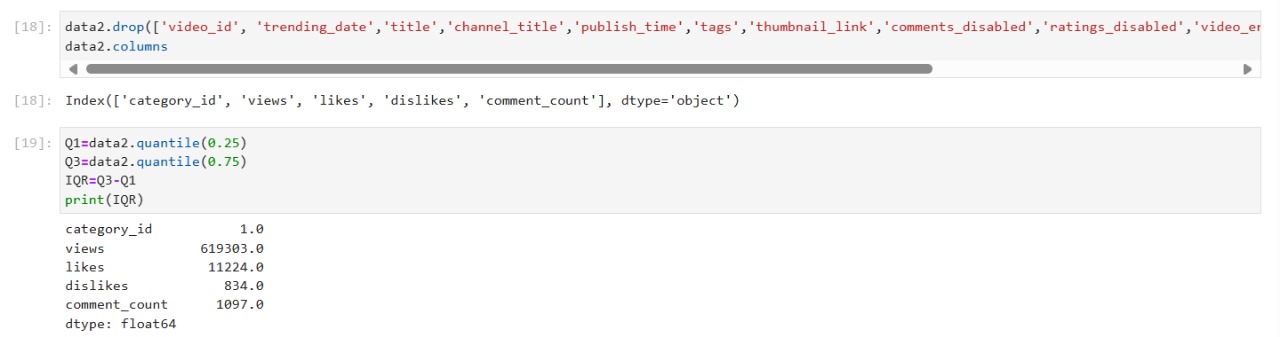 [18]: data2.drop(['video_id', 'trending_date','title','channel_title','publish_time','tags','thumbnail_link','comments_disabled','ratings_disabled','video_er
data2.columns
[18]: Index(['category_id', 'views', 'likes', 'dislikes', 'comment_count'], dtype='object')
[19]: Q1=data2.quantile(0.25)
Q3=data2.quantile(0.75)
IQR=Q3-Q1
print(IQR)
category_id 1.0
views 619303.0
likes 11224.0
dislikes 834.0
comment_count 1097.0
dtype: float64